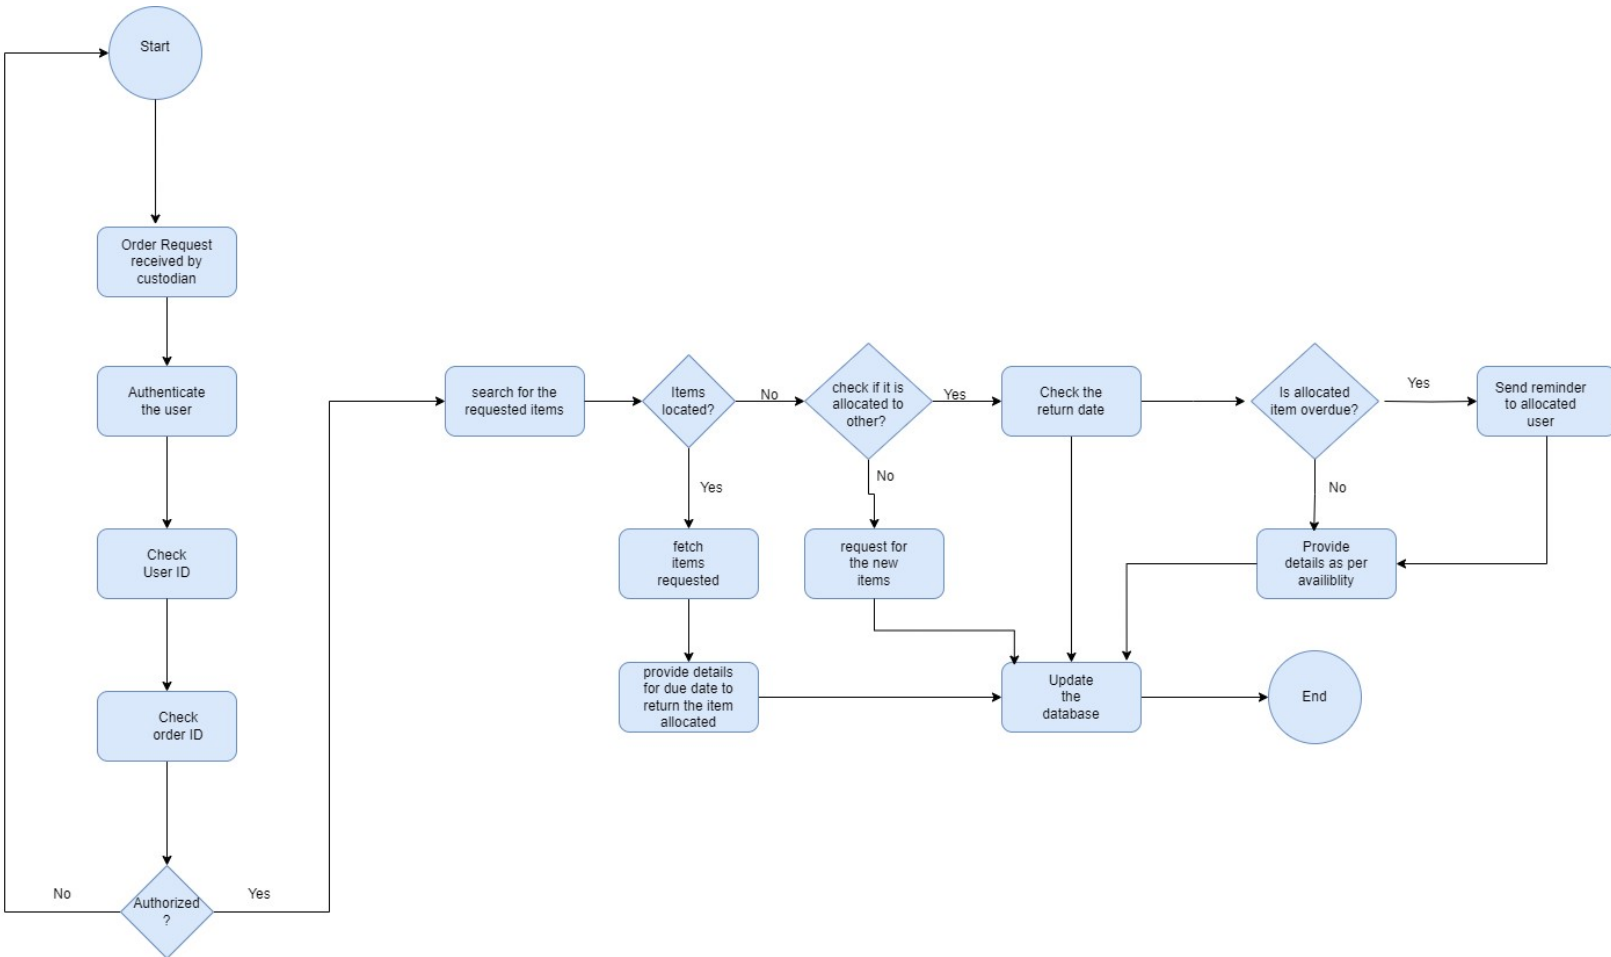 Start
Order Request
received by
custodian
Authenticate
the user
Check
User ID
Check
order ID
Authorized
?
No
Yes
search for the
requested items
Items
located?
No
Yes
check if it is
allocated to
other?
Yes
No
Check the
return date
Is allocated
item overdue?
Yes
No
Send reminder
to allocated
user
fetch
items
requested
request for
the new
items
Provide
details as per
availiblity
provide details
for due date to
return the item
allocated
Update
the
database
End